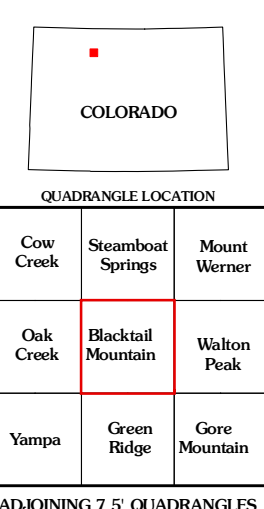 COLORADO
QUADRANGLE LOCATION
Cow
Creek
Steamboat
Springs
Mount
Werner
Oak
Creek
Blacktail
Mountain
Walton
Peak
Yampa
Green
Ridge
Gore
Mountain
ADJOINING 7.5' QUADRANGLES